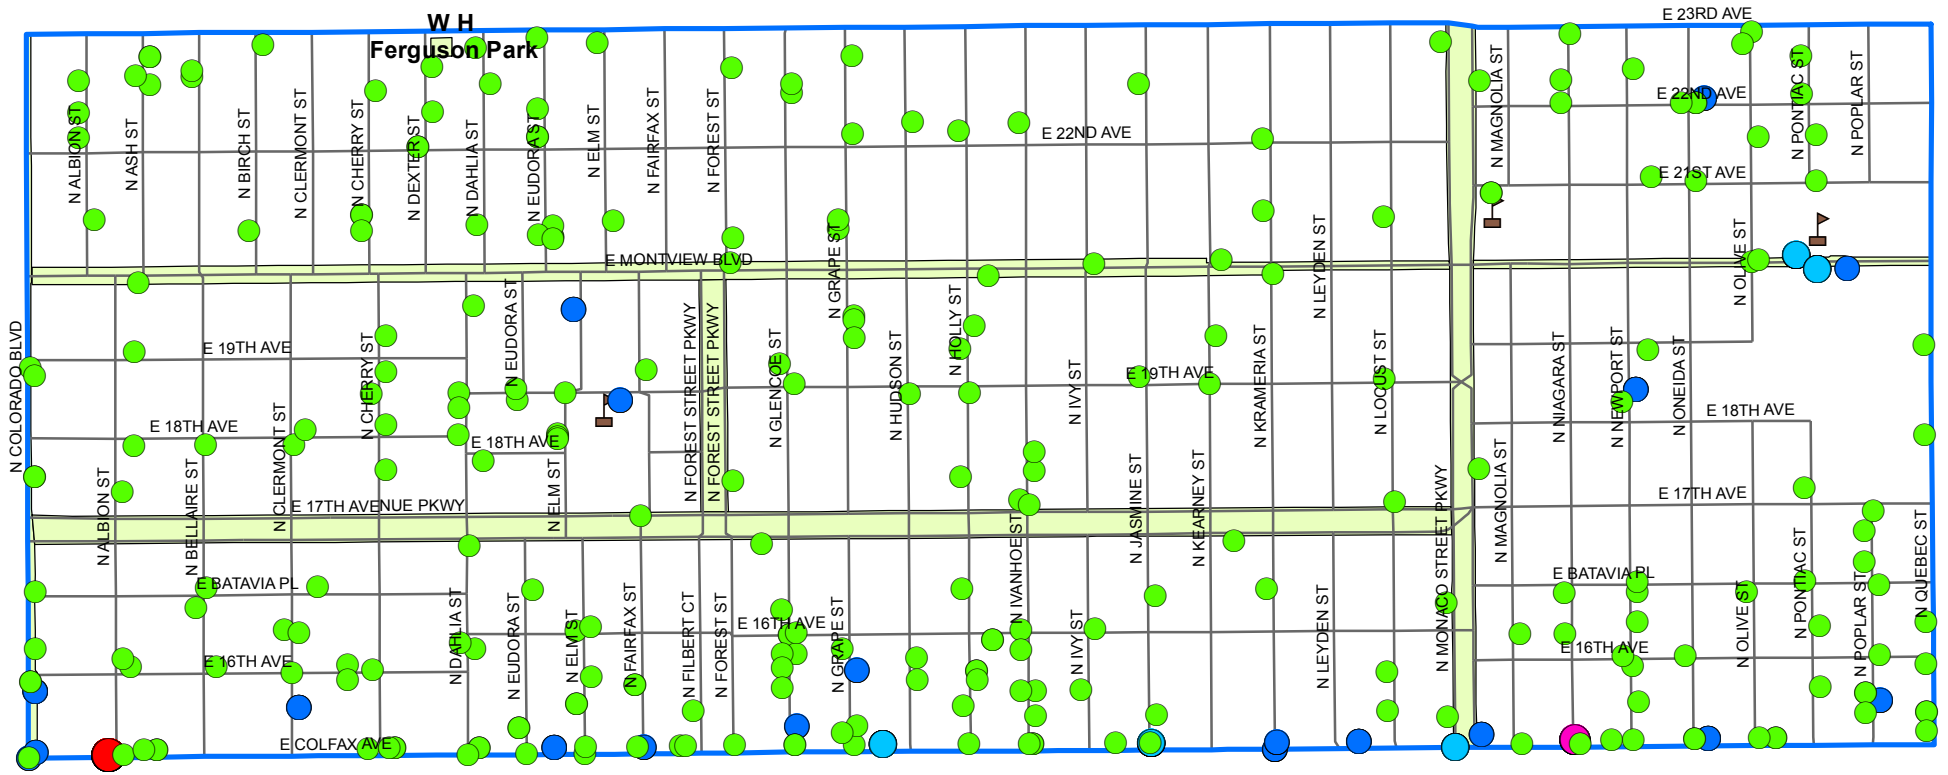 W H
Ferguson Park
E 23RD AVE
N ALBION ST
N ASH ST
N BIRCH ST
N CLERMONT ST
N CHERRY ST
N DEXTER ST
N DAHLIA ST
N EUDORA ST
N ELM ST
N FAIRFAX ST
N FOREST ST
E 22ND AVE
N MAGNOLIA ST
E 22ND AVE
N PONTIAC ST
N POPLAR ST
E 21ST AVE
E MONTVIEW BLVD
N GRAPE ST
N LEYDEN ST
N OLIVE ST
N COLORADO BLVD
E 19TH AVE
N CHERRY ST
N EUDORA ST
N FOREST STREET PKWY
N FOREST STREET PKWY
N GLENCOE ST
N HUDSON ST
N HOLLY ST
N IVY ST
E 19TH AVE
N KRAMERIA ST
N LOCUST ST
N NIAGARA ST
N NEWPORT ST
N ONEIDA ST
E 18TH AVE
E 18TH AVE
E 18TH AVE
N ALBION ST
N BELLAIRE ST
N CLERMONT ST
N ELM ST
E 17TH AVENUE PKWY
N JASMINE ST
N KEARNEY ST
N MONACO STREET PKWY
N MAGNOLIA ST
E 17TH AVE
N QUEBEC ST
E BATAVIA PL
N IVANHOE ST
E BATAVIA PL
N DAHLIA ST
N EUDORA ST
N ELM ST
N FAIRFAX ST
N FILBERT CT
N FOREST ST
E 16TH AVE
N GRAPE ST
N IVY ST
N LEYDEN ST
E 16TH AVE
N OLIVE ST
N PONTIAC ST
N POPLAR ST
E 16TH AVE
E COLFAX AVE